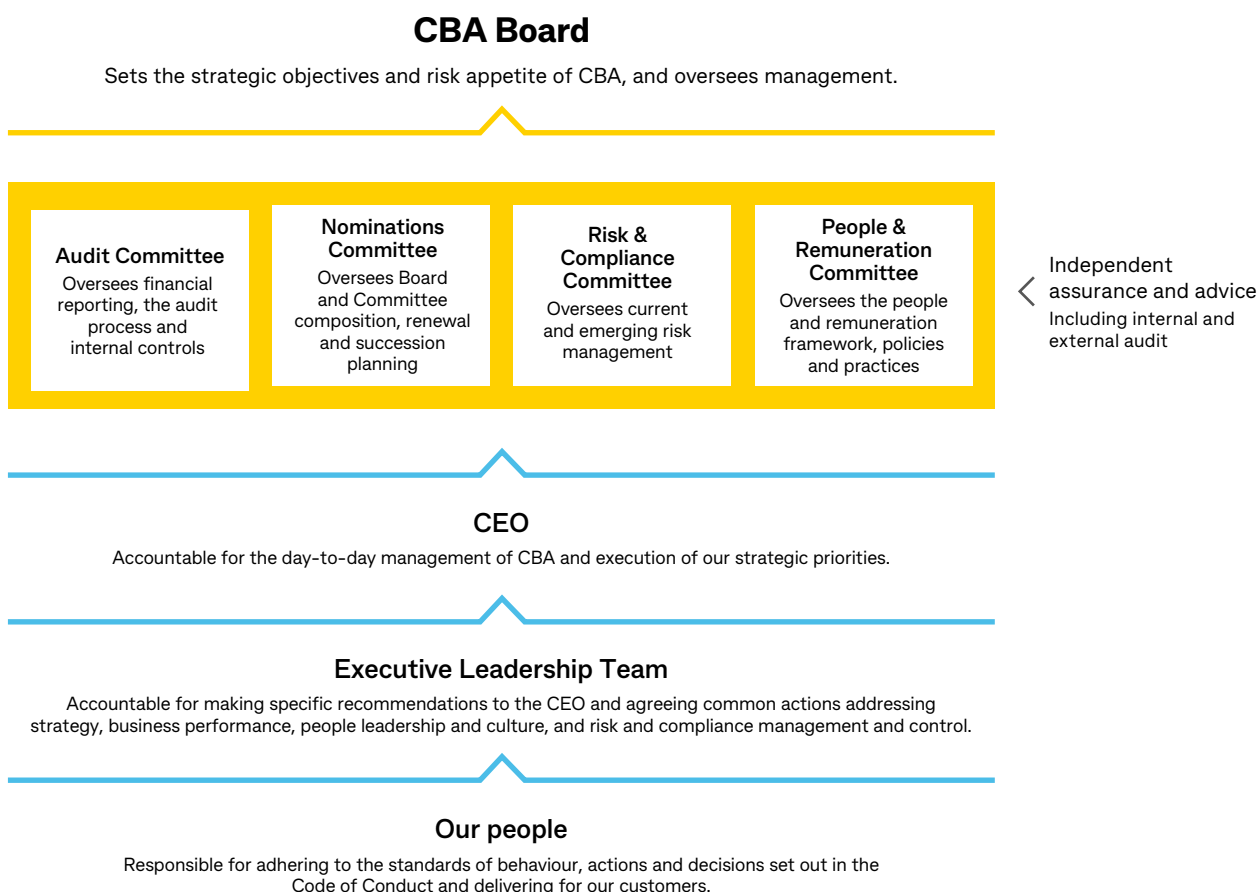 CBA Board
Sets the strategic objectives and risk appetite of CBA, and oversees management.
Audit Committee
Oversees financial
reporting, the audit
process and
internal controls
Nominations
Committee
Oversees Board
and Committee
composition, renewal
and succession
planning
Risk &
Compliance
Committee
Oversees current
and emerging risk
management
People &
Remuneration
Committee
Oversees the people
and remuneration
framework, policies
and practices
Independent
assurance and advice
Including internal and
external audit
CEO
Accountable for the day-to-day management of CBA and execution of our strategic priorities.
Executive Leadership Team
Accountable for making specific recommendations to the CEO and agreeing common actions addressing
strategy, business performance, people leadership and culture, and risk and compliance management and control.
Our people
Responsible for adhering to the standards of behaviour, actions and decisions set out in the
Code of Conduct and delivering for our customers.